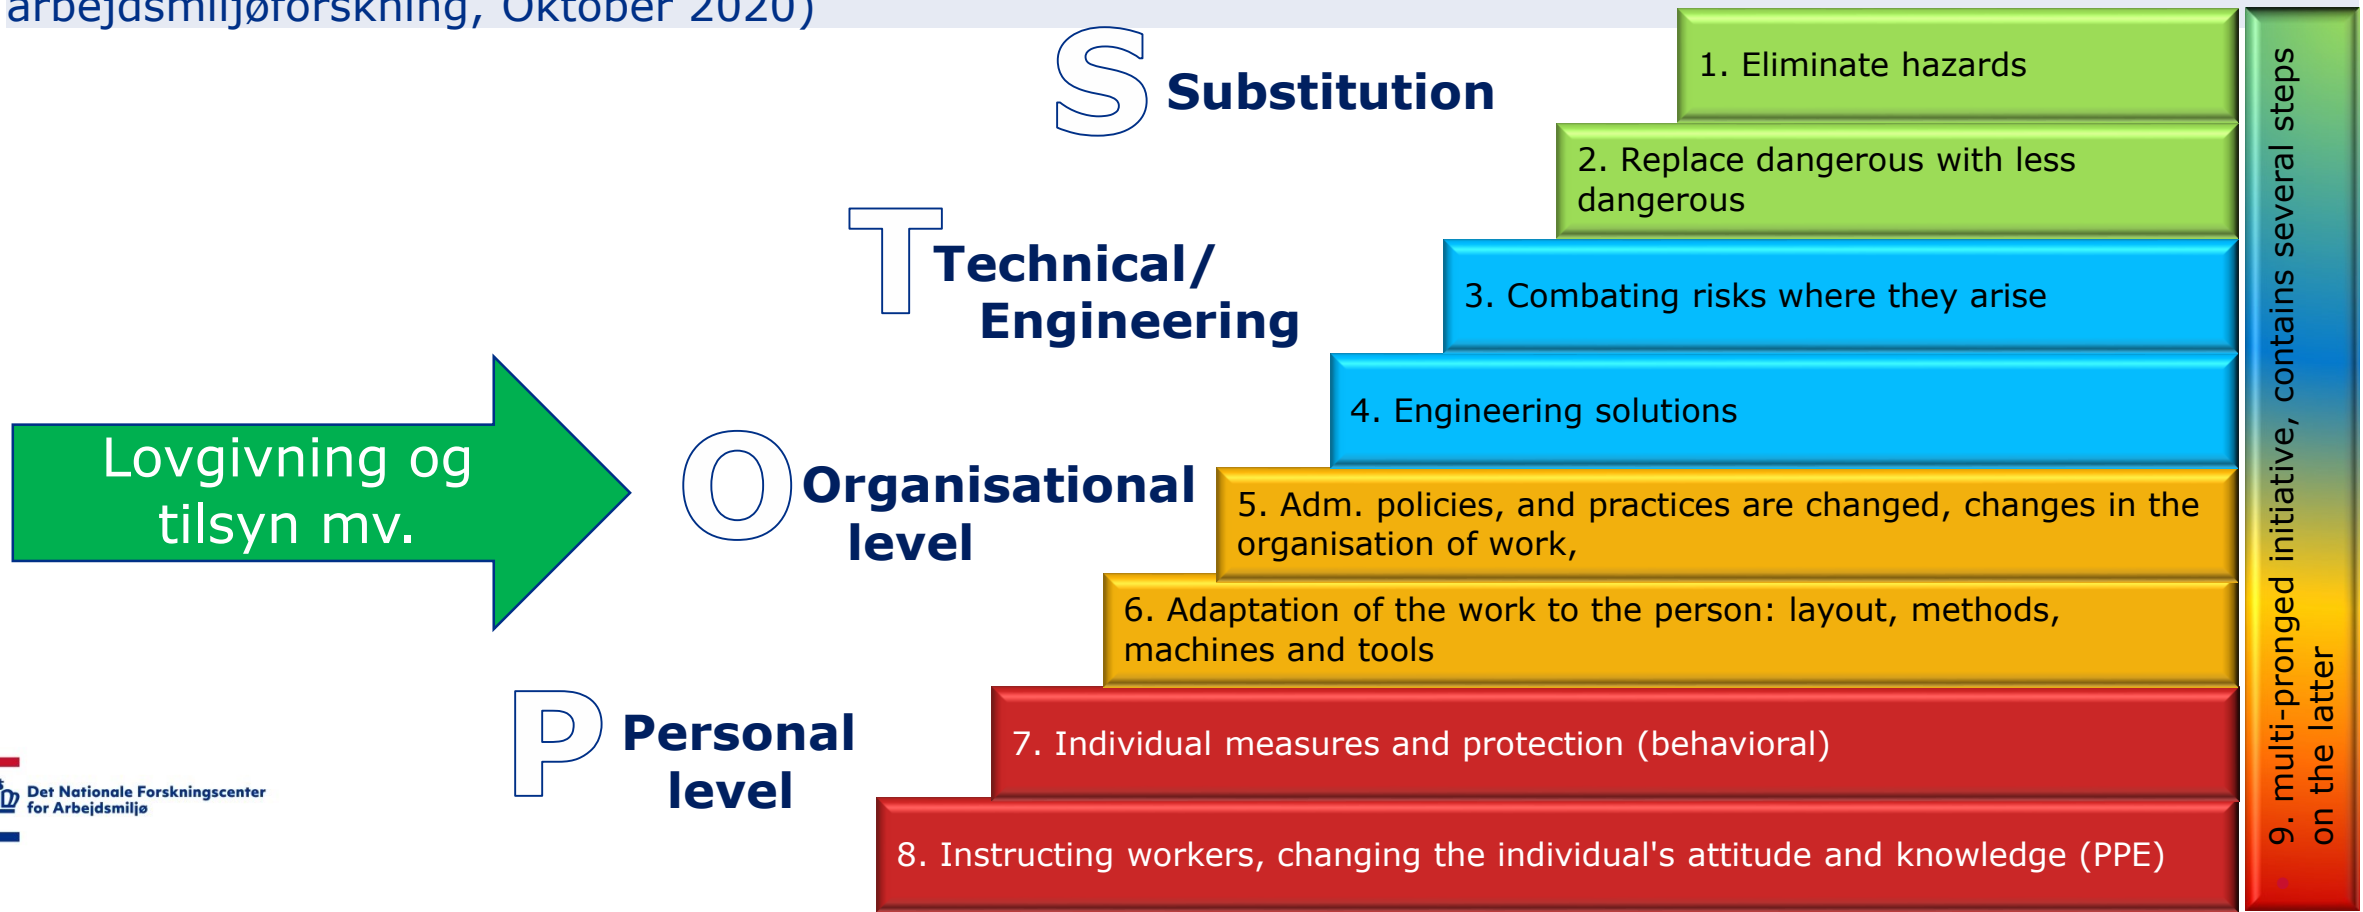 arbejdsmiljøforskning, Oktober 2020)
S Substitution
1. Eliminate hazards
2. Replace dangerous with less
dangerous
T Technical/
Engineering
3. Combating risks where they arise
4. Engineering solutions
Lovgivning og
tilsyn mv.
O Organisational
level
5. Adm. policies, and practices are changed, changes in the
organisation of work,
6. Adaptation of the work to the person: layout, methods,
machines and tools
P Personal
level
7. Individual measures and protection (behavioral)
8. Instructing workers, changing the individual's attitude and knowledge (PPE)
9. multi-pronged initiative, contains several steps
on the latter
Det Nationale Forskningscenter
for Arbejdsmiljø